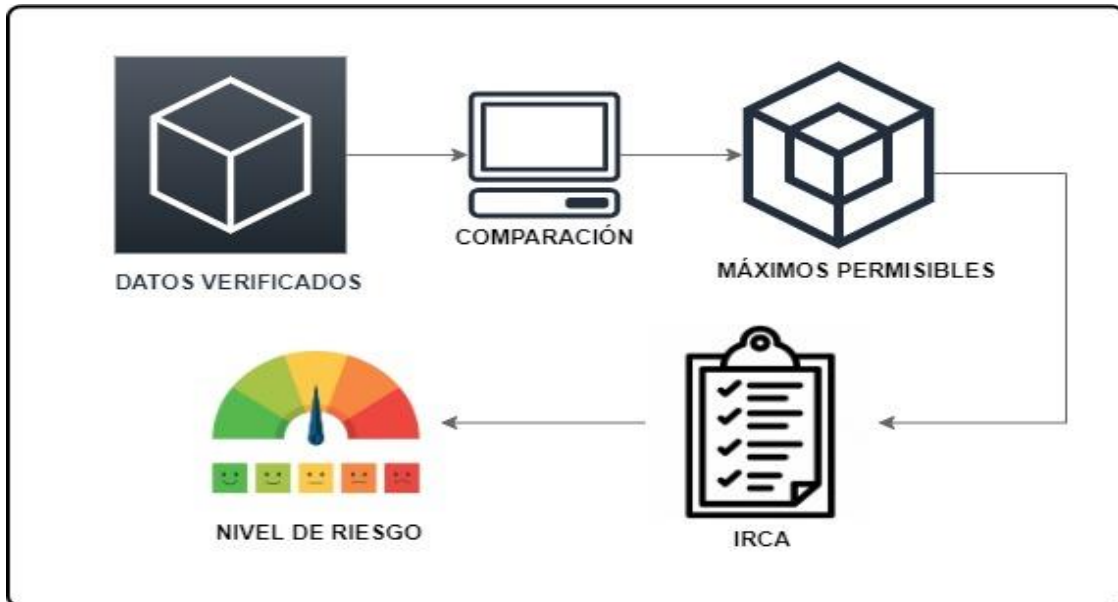 DATOS VERIFICADOS
COMPARACIÓN
MÁXIMOS PERMISIBLES
NIVEL DE RIESGO
IRCA